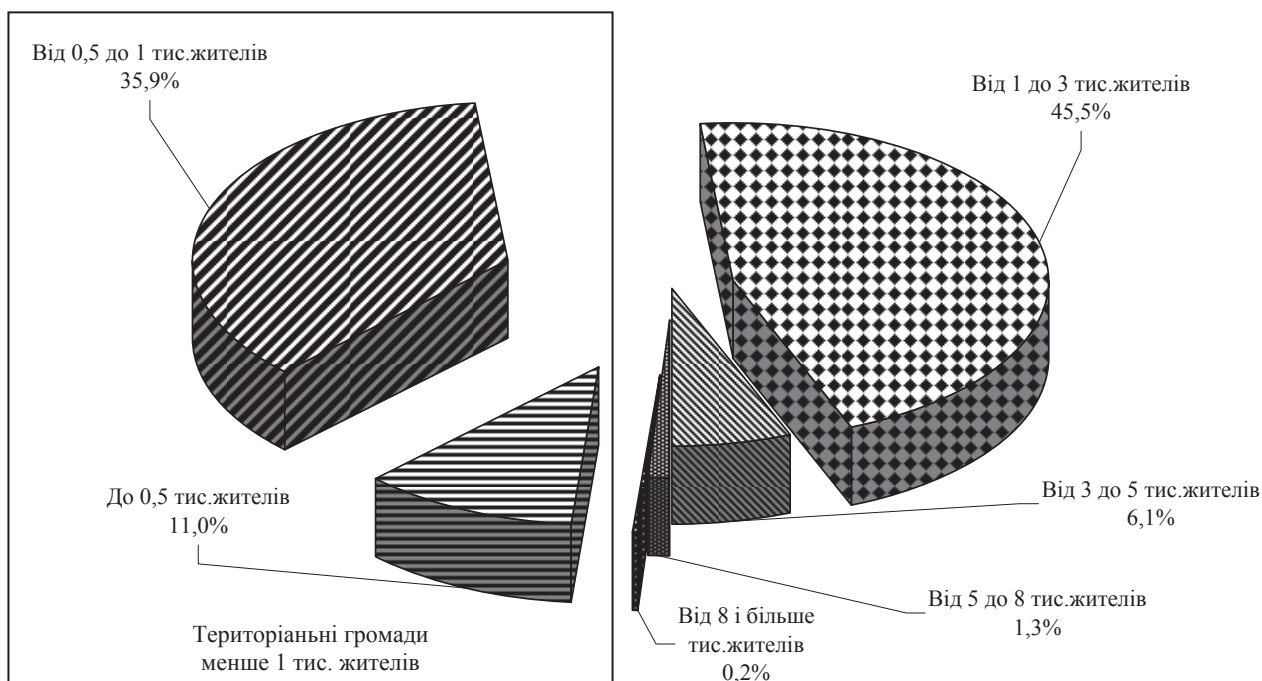 Від 0,5 до 1 тис.жителів
35,9%
До 0,5 тис.жителів
11,0%
Територіаньні громади
менше 1 тис. жителів
Від 1 до 3 тис.жителів
45,5%
Від 3 до 5 тис.жителів
6,1%
Від 5 до 8 тис.жителів
1,3%
Від 8 і більше
тис.жителів
0,2%